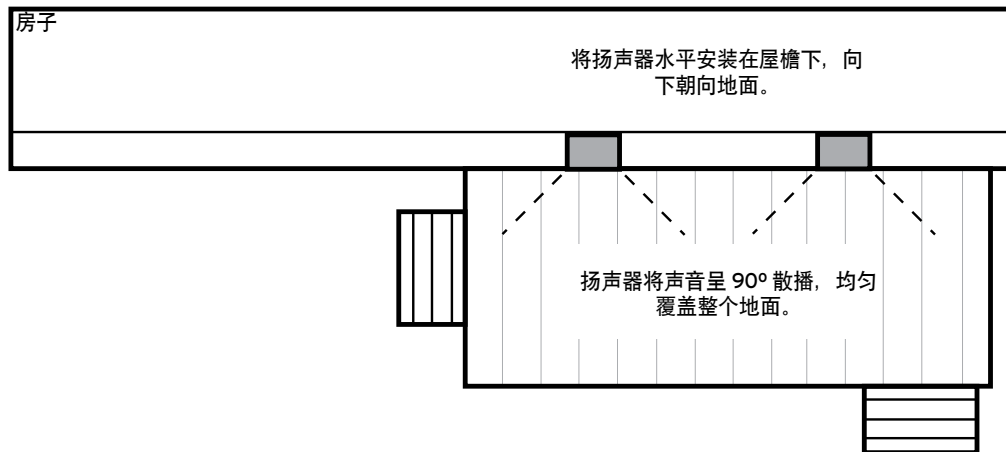 房子
将扬声器水平安装在屋檐下，向
下朝向地面。
扬声器将声音呈 90º 散播，均匀
覆盖整个地面。